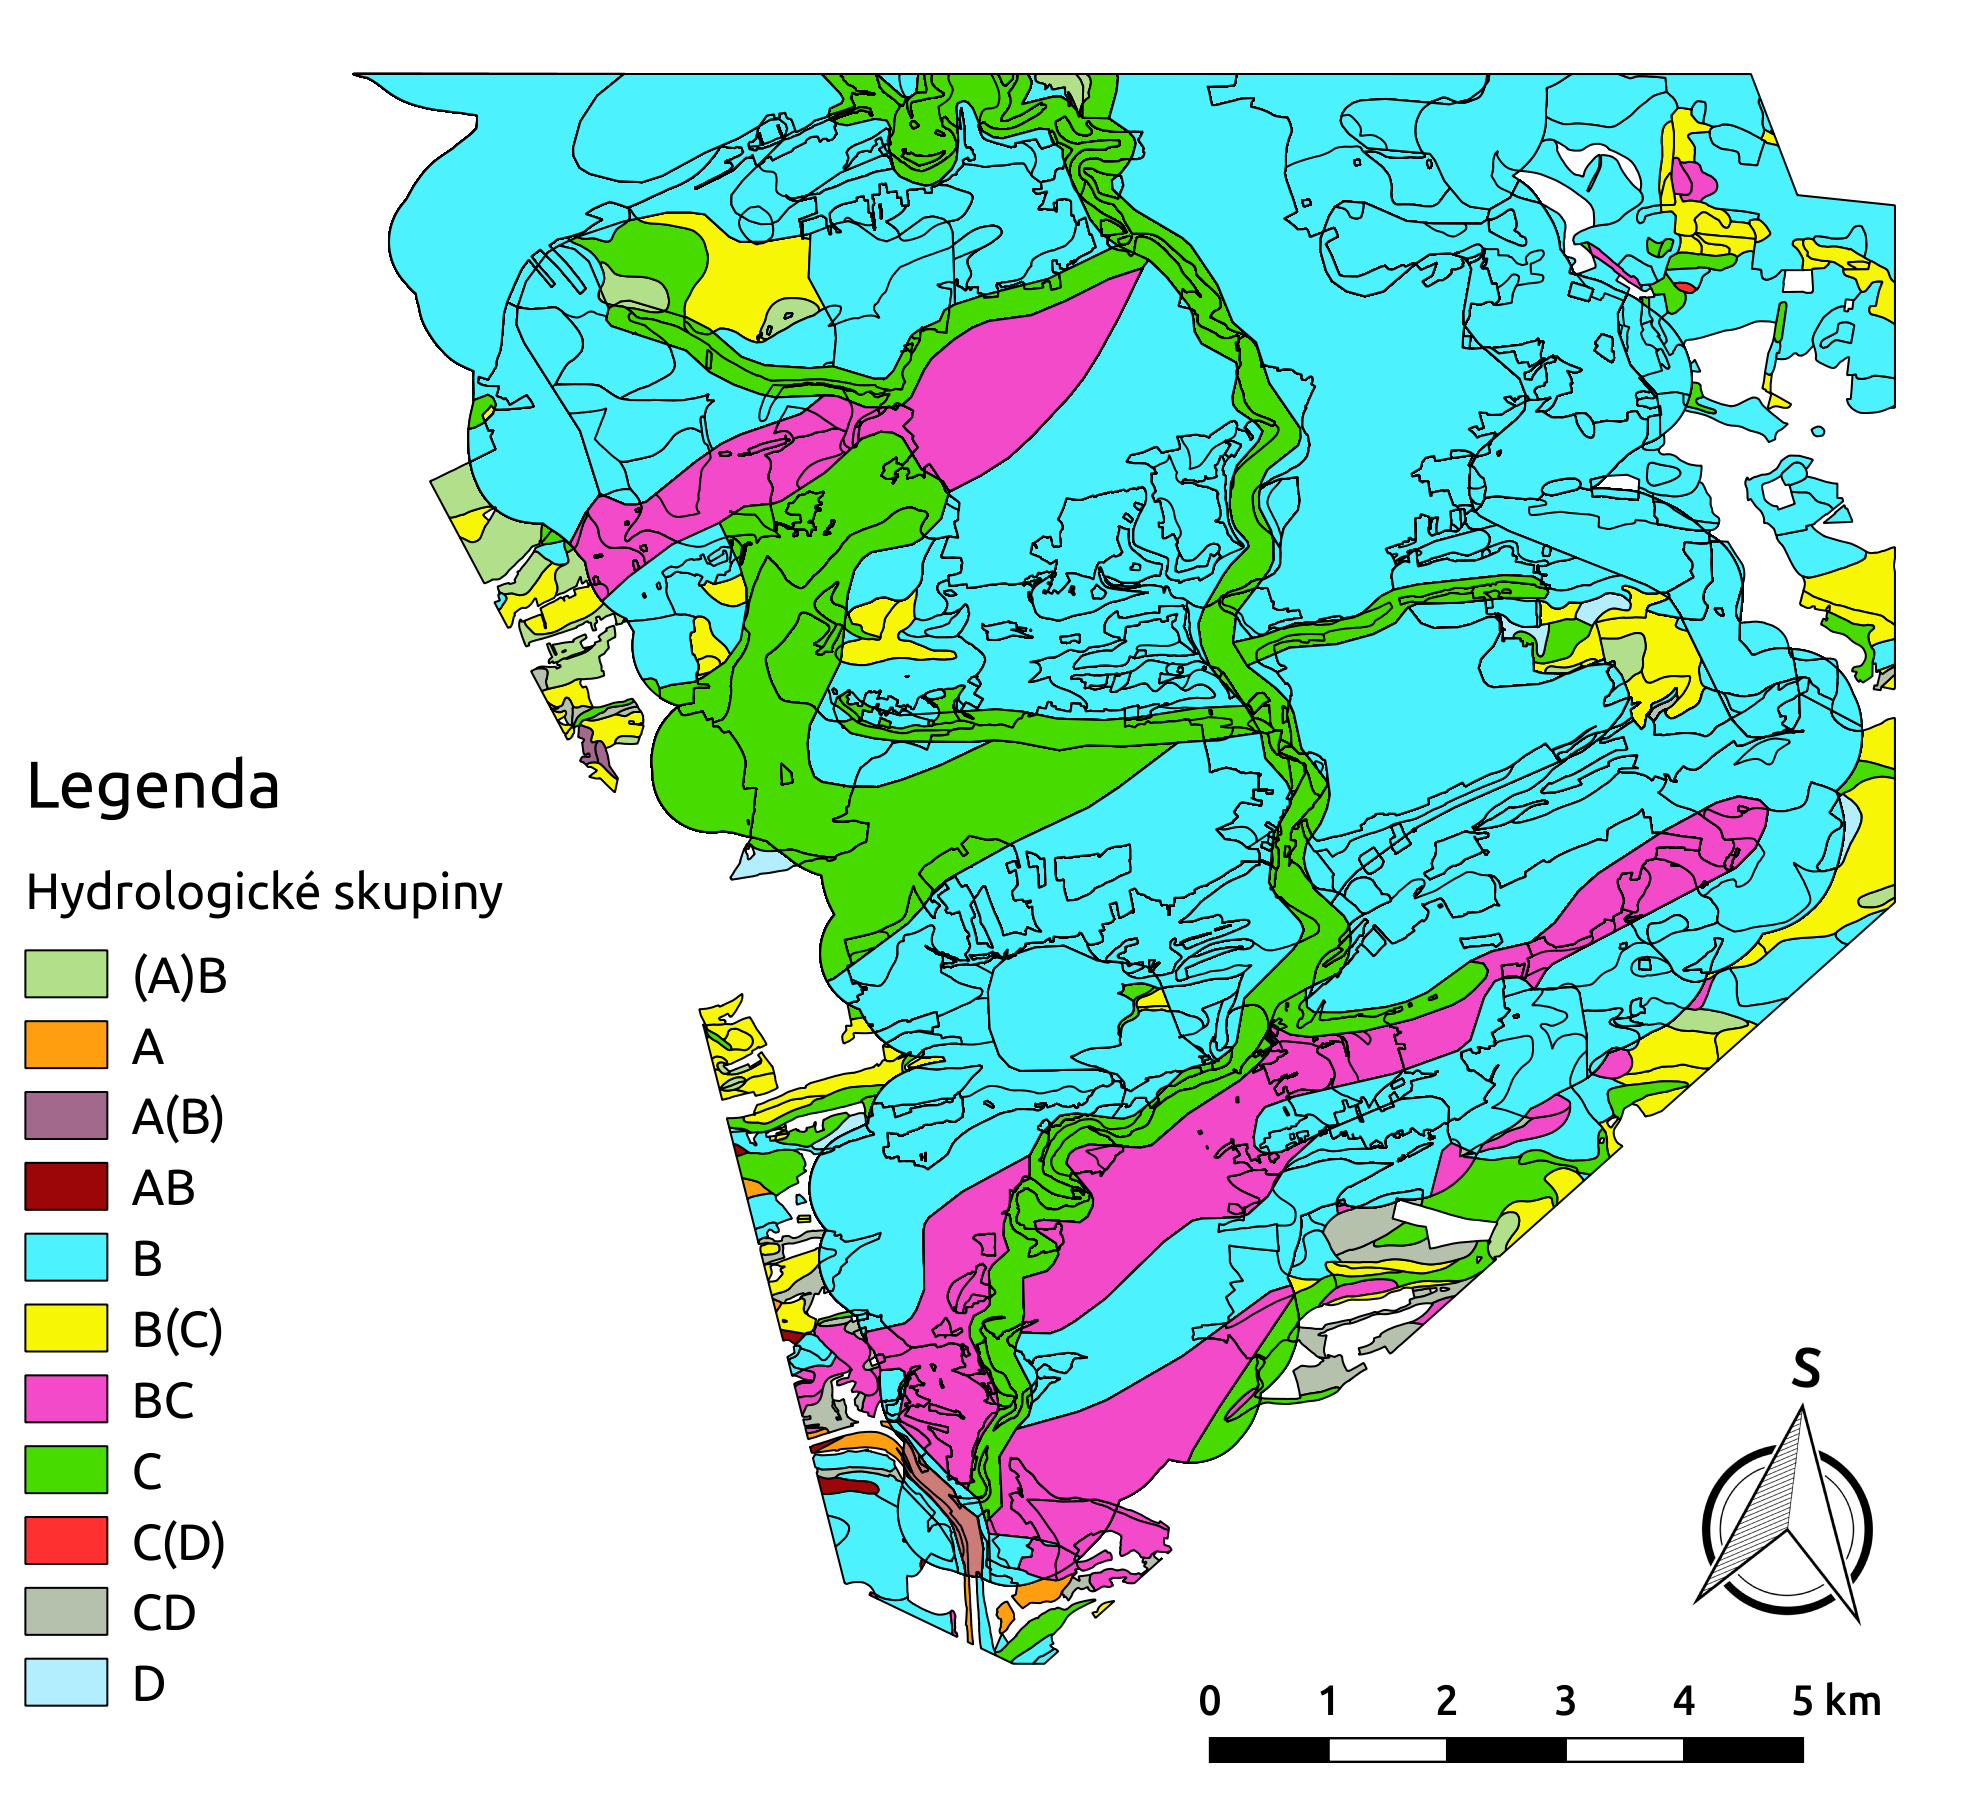 Legenda
Hydrologické skupiny
(A)B
A
A(B)
AB
B
B(C)
BC
C
C(D)
CD
D
S
0 1 2 3 4 5 km